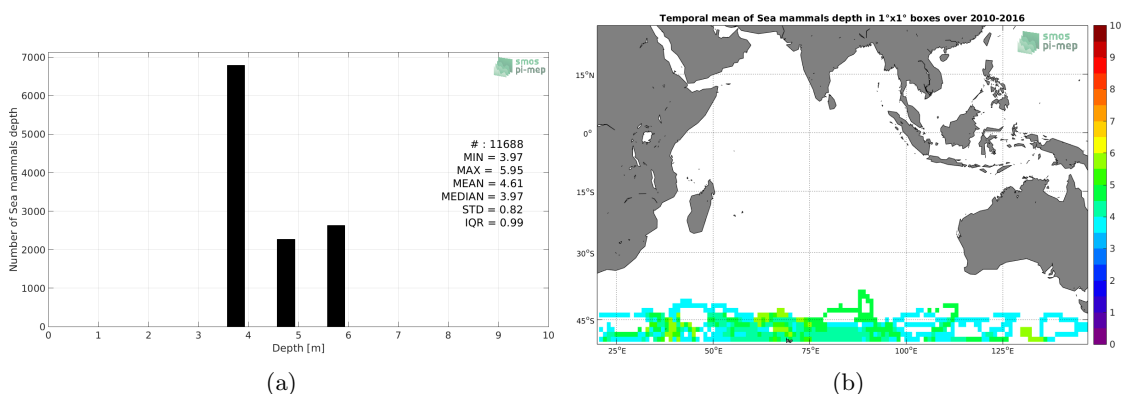 7000
6000
5000
4000
3000
2000
1000
0
Number of Sea mammals depth
0 1 2 3 4 5 6 7 8 9 10
Depth [m]
smos
pi-mep
# : 11688
MIN = 3.97
MAX = 5.95
MEAN = 4.61
MEDIAN = 3.97
STD = 0.82
IQR = 0.99
(a)
Temporal mean of Sea mammals depth in 1°x1° boxes over 2010-2016
smos
pi-mep
15°N
0°
15°S
30°S
45°S
25°E 50°E 75°E 100°E 125°E
10
9
8
7
6
5
4
3
2
1
0
(b)